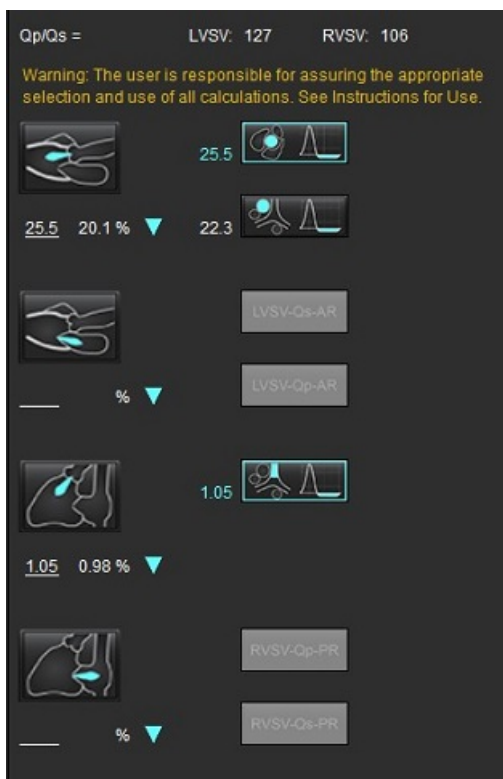 Qp/Qs = LVSV: 127 RVSV: 106
Warning: The user is responsible for assuring the appropriate
selection and use of all calculations. See Instructions for Use.
25.5
25.5 20.1 % 22.3
LVSV-Qs-AR
LVSV-Qp-AR
%
1.05
1.05 0.98 %
RVSV-Qp-PR
RVSV-Qs-PR
%